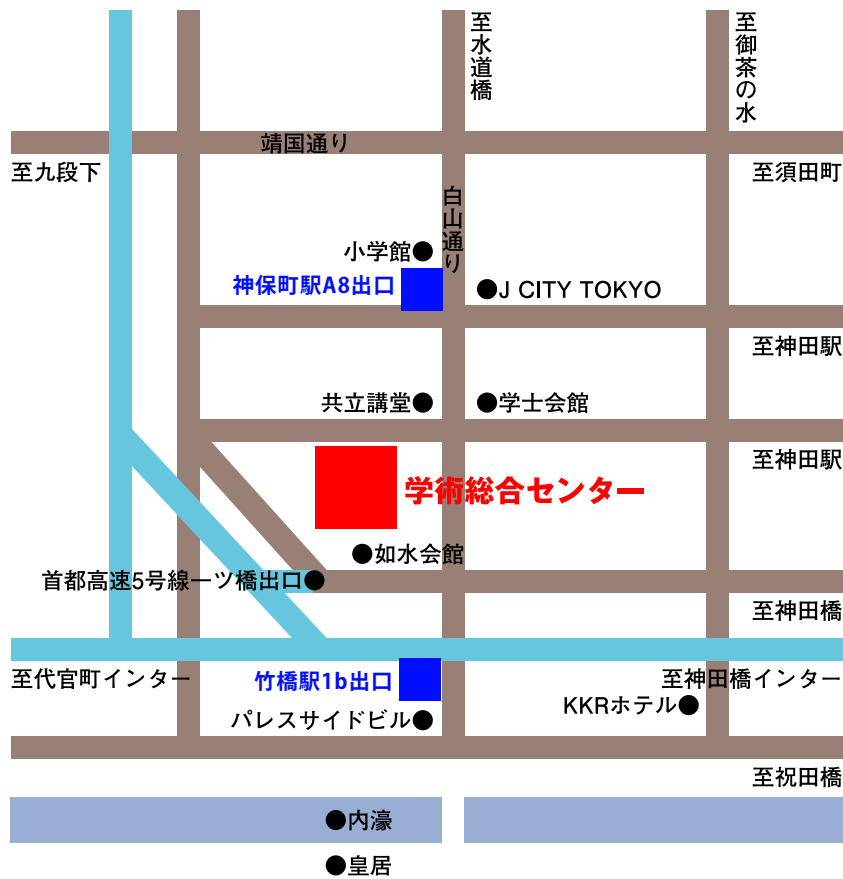 至水道橋
至御茶の水
靖国通り
至九段下
至須田町
白山通り
小学館
神保町駅A8出口
J CITY TOKYO
至神田駅
共立講堂
学士会館
至神田駅
学術総合センター
如水会館
首都高速5号線一ツ橋出口
至神田橋
至代官町インター
竹橋駅1b出口
至神田橋インター
KKRホテル
パレスサイドビル
至祝田橋
内濠
皇居